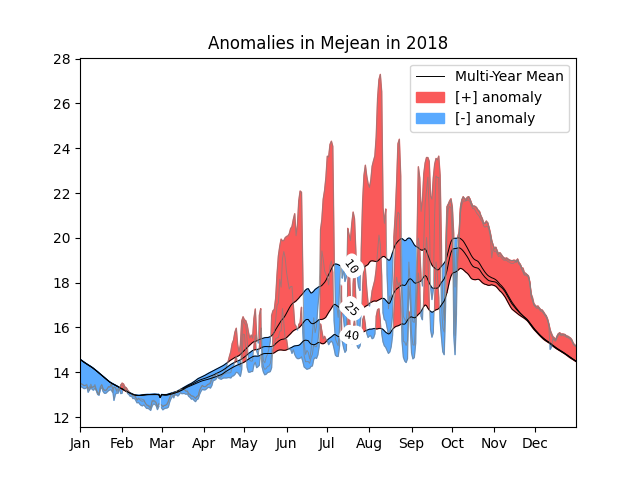 Anomalies in Mejean in 2018
28
26
24
22
20
18
16
14
12
Multi-Year Mean
[+] anomaly
[-] anomaly
10
25
40
Jan Feb Mar Apr May Jun Jul Aug Sep Oct Nov Dec